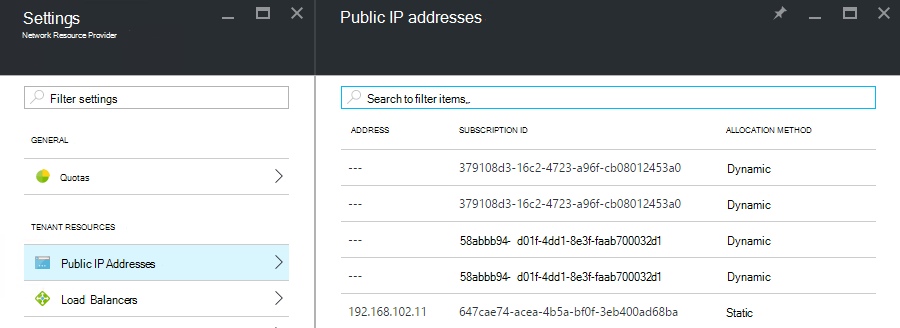 Settings
Network Resource Provider
Filter settings
GENERAL
Quotas
TENANT RESOURCES
Public IP Addresses
Load Balancers
Public IP addresses
Search to filter items,.
ADDRESS SUBSCRIPTION ID ALLOCATION METHOD
--- 379108d3-16c2-4723-a96f-cb08012453a0 Dynamic
--- 379108d3-16c2-4723-a96f-cb08012453a0 Dynamic
--- 58abbb94- d01f-4dd1-8e3f-faab700032d1 Dynamic
--- 58abbb94- d01f-4dd1-8e3f-faab700032d1 Dynamic
192.168.102.11 647cae74-acea-4b5a-bf0f-3eb400ad68ba Static